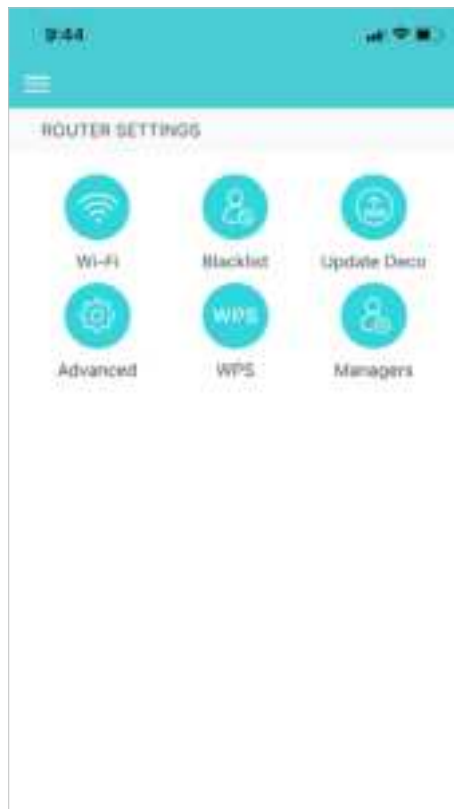 9:44
ROUTER SETTINGS
Wi-Fi Blacklist Update Deco
WPS
Advanced WPS Managers